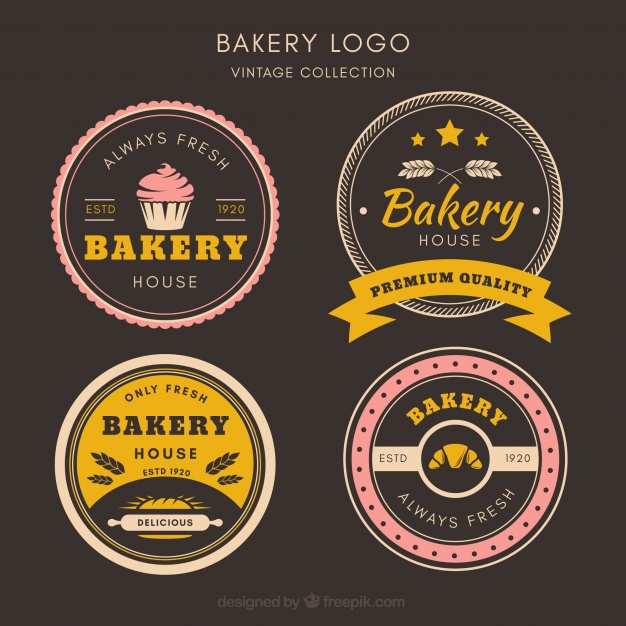 BAKERY LOGO
VINTAGE COLLECTION
ALWAYS FRESH
ESTD 1920
BAKERY
HOUSE
Bakery
HOUSE
PREMIUM QUALITY
ONLY FRESH
BAKERY
HOUSE
ESTD 1920
DELICIOUS
BAKERY
ESTD 1920
ALWAYS FRESH
designed by freepik.com